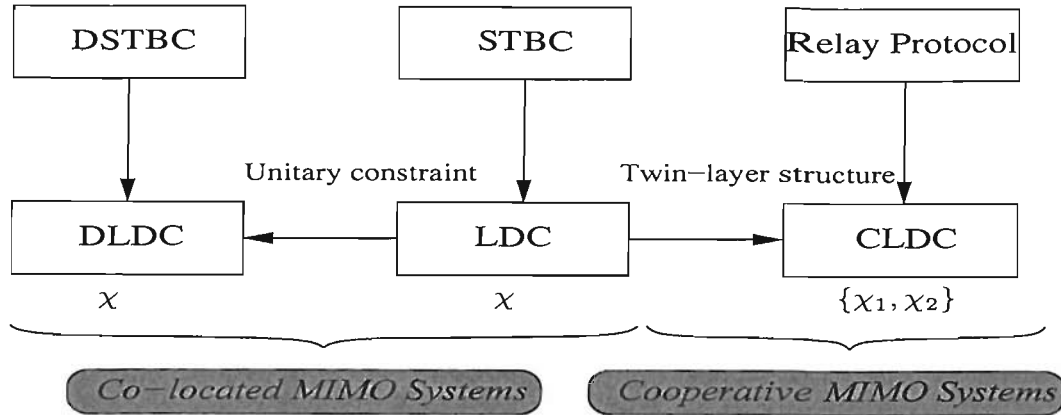 DSTBC
STBC
Relay Protocol
Unitary constraint
Twin-layer structure
DLDC
LDC
CLDC
χ
χ
{χ₁, χ₂}
Co-located MIMO Systems
Cooperative MIMO Systems